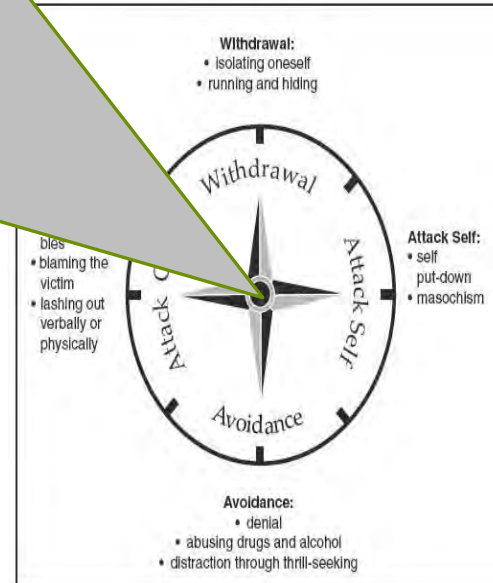 Withdrawal:
• isolating oneself
• running and hiding
Withdrawal
bles
• blaming the
victim
• lashing out
verbally or
physically
Attack
Attack Self
Attack Self:
• self
put-down
• masochism
Avoidance
Avoidance:
• denial
• abusing drugs and alcohol
• distraction through thrill-seeking